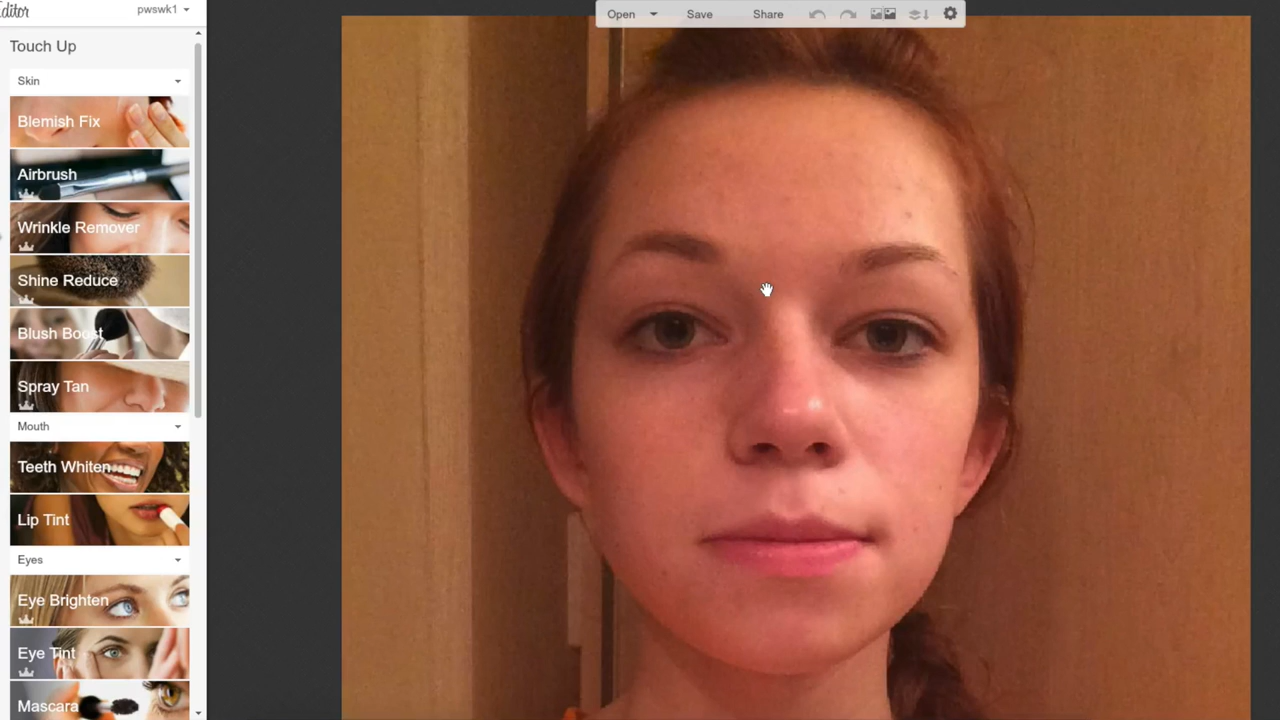 pwswk1
Open
Save
Share
Touch Up
Skin
Blemish Fix
Airbrush
Wrinkle Remover
Shine Reduce
Blush Boost
Spray Tan
Mouth
Teeth Whiten
Lip Tint
Eyes
Eye Brighten
Eye Tint
Mascara